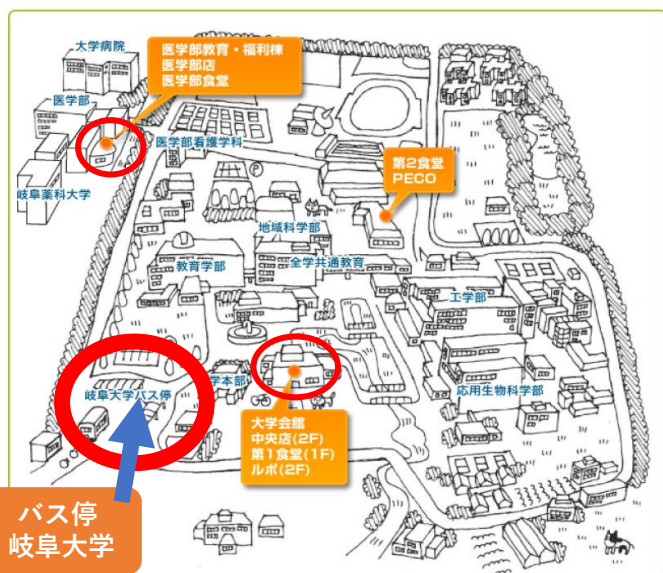 大学病院
医学部教育・福利棟
医学部店
医学部食堂
医学部
医学部看護学科
岐阜薬科大学
第2食堂
PECO
地域科学部
教育学部
全学共通教育
工学部
岐阜大学バス停
学本部
応用生物科学部
大学会館
中央店(2F)
第1食堂(1F)
ルポ(2F)
バス停
岐阜大学